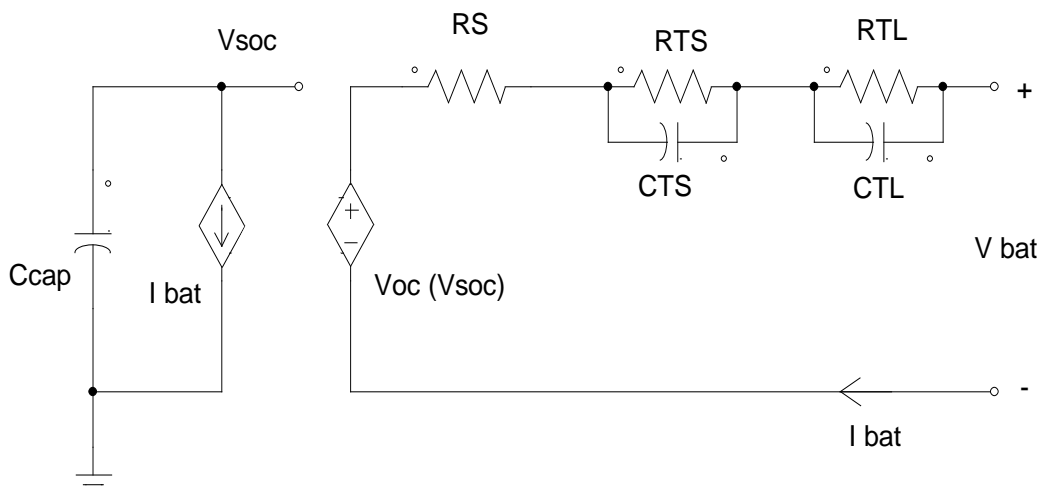 Vsoc
RS
RTS
RTL
+
CTS
CTL
+
−
Ccap
I bat
Voc (Vsoc)
V bat
-
I bat